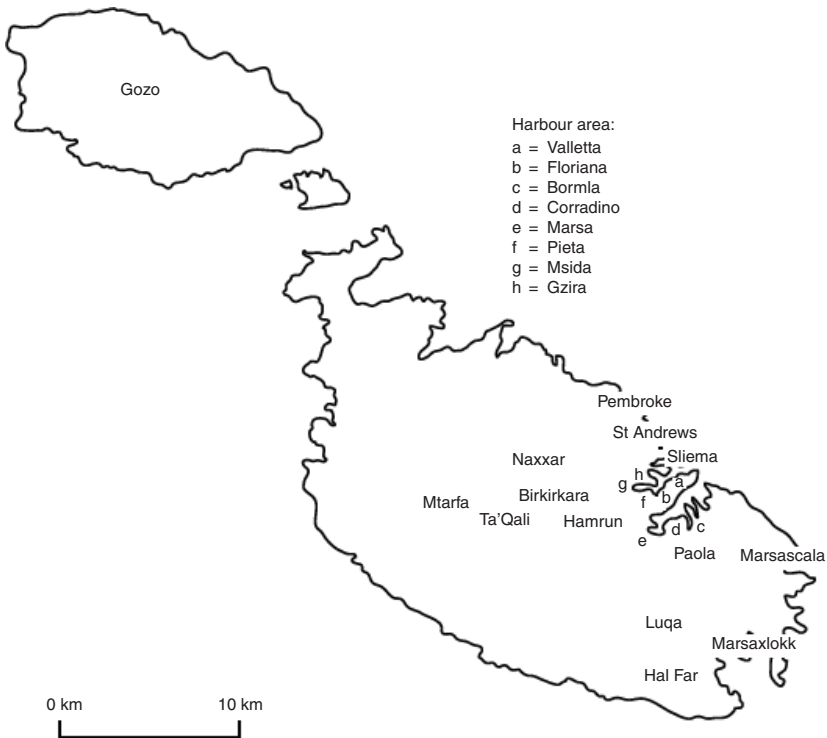 Gozo
Harbour area:
a = Valletta
b = Floriana
c = Bormla
d = Corradino
e = Marsa
f = Pieta
g = Msida
h = Gzira
Pembroke
St Andrews
Sliema
Naxxar
h
a
g
Birkirkara
b
Mtarfa
f
Ta'Qali
Hamrun
d
c
e
Paola
Marsascala
Luqa
Marsaxlokk
Hal Far
0 km
10 km